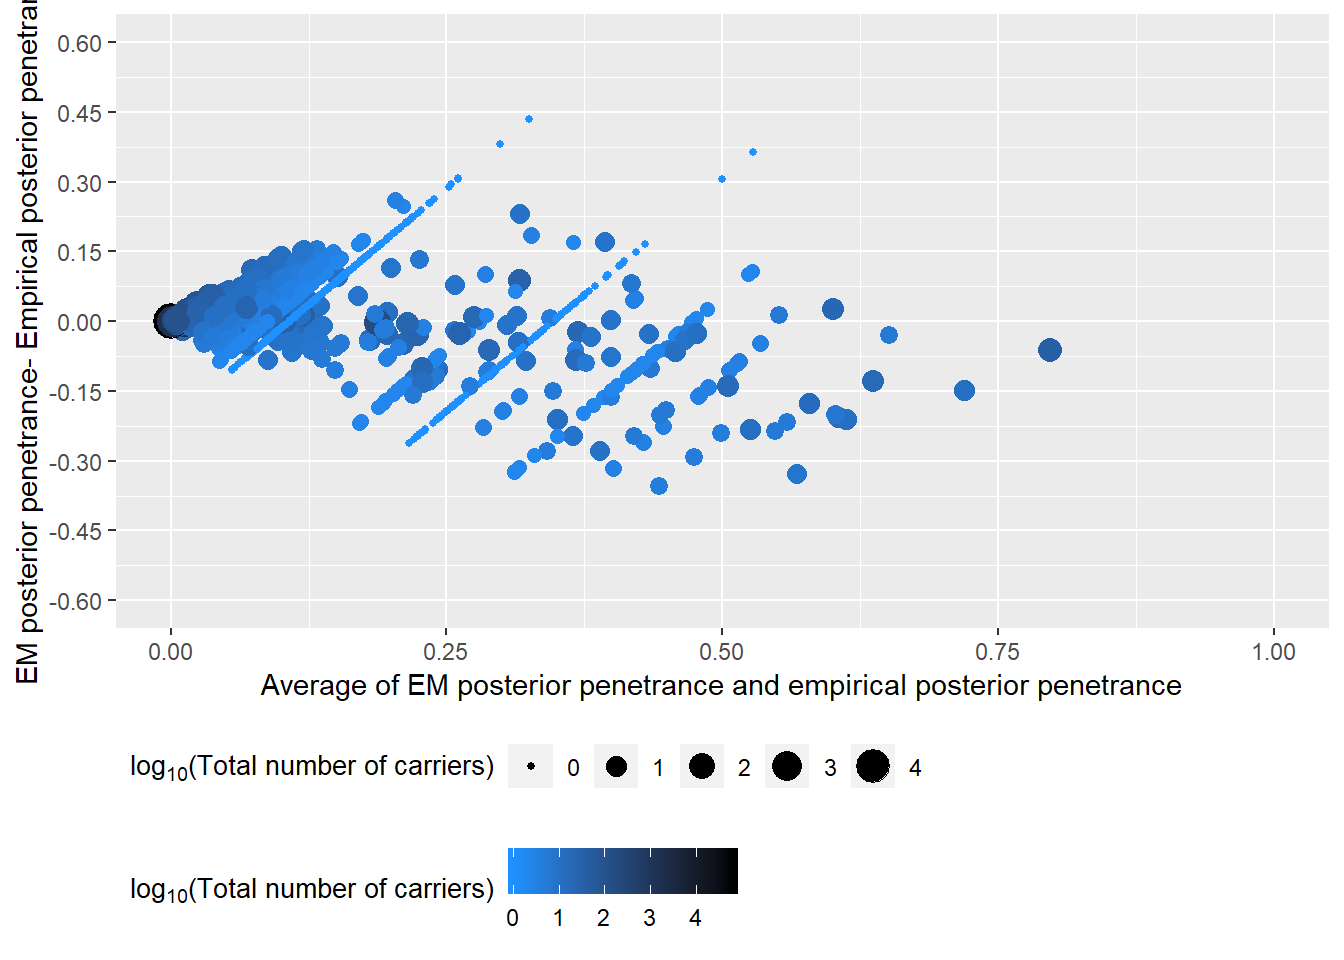 EM posterior penetrance- Empirical posterior
0.60
0.45
0.30
0.15
0.00
-0.15
-0.30
-0.45
-0.60
0.00 0.25 0.50 0.75 1.00
Average of EM posterior penetrance and empirical posterior penetrance
log10(Total number of carriers) 0 1 2 3 4
log10(Total number of carriers)
0 1 2 3 4